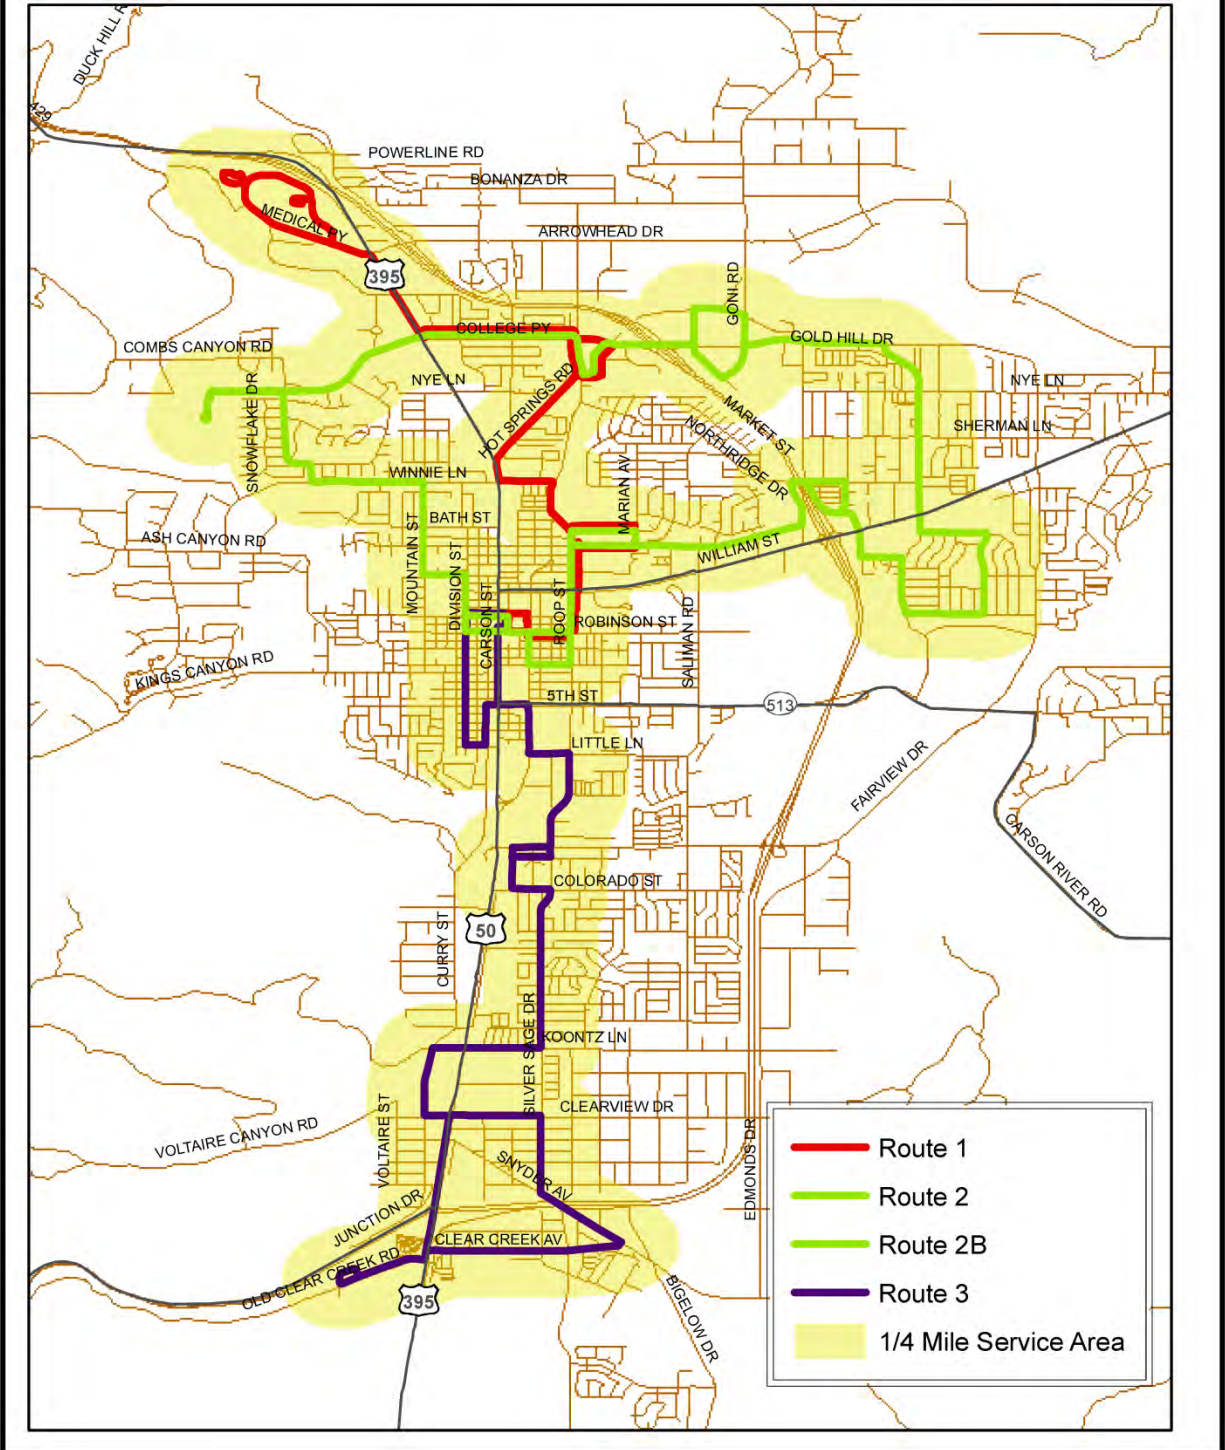 DUCK HILL R
429
POWERLINE RD
BONANZA DR
MEDICAL PY
ARROWHEAD DR
395
GONI RD
COLLEGE PY
GOLD HILL DR
COMBS CANYON RD
NYE LN
NYE LN
SNOWFLAKE DR
HOT SPRINGS RD
MARKET ST
SHERMAN LN
NORTHRIDGE DR
WINNIE LN
MARIAN AV
BATH ST
ASH CANYON RD
MOUNTAIN ST
WILLIAM ST
DIVISION ST
CARSON ST
ROOP ST
ROBINSON ST
SALIMAN RD
KINGS CANYON RD
5TH ST
513
LITTLE LN
FAIRVIEW DR
CARSON RIVER RD
COLORADO ST
50
CURRY ST
SILVER SAGE DR
KOONTZ LN
CLEARVIEW DR
VOLTAIRE ST
VOLTAIRE CANYON RD
EDMONDS DR
SNYDER AV
JUNCTION DR
CLEAR CREEK AV
OLD CLEAR CREEK RD
395
BIGELOW DR
Route 1
Route 2
Route 2B
Route 3
1/4 Mile Service Area